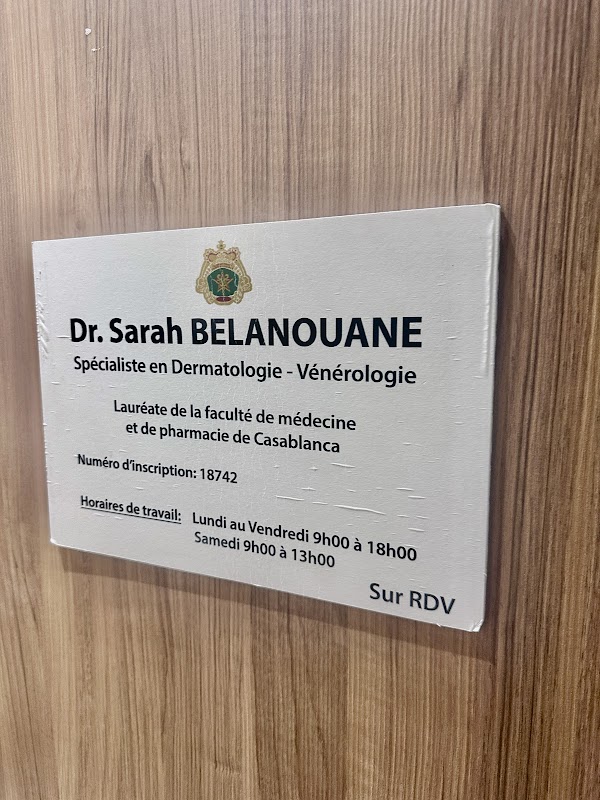 Dr. Sarah BELANOUANE
Spécialiste en Dermatologie - Vénérologie
Lauréate de la faculté de médecine
et de pharmacie de Casablanca
Numéro d'inscription: 18742
Horaires de travail: Lundi au Vendredi 9h00 à 18h00
Samedi 9h00 à 13h00
Sur RDV